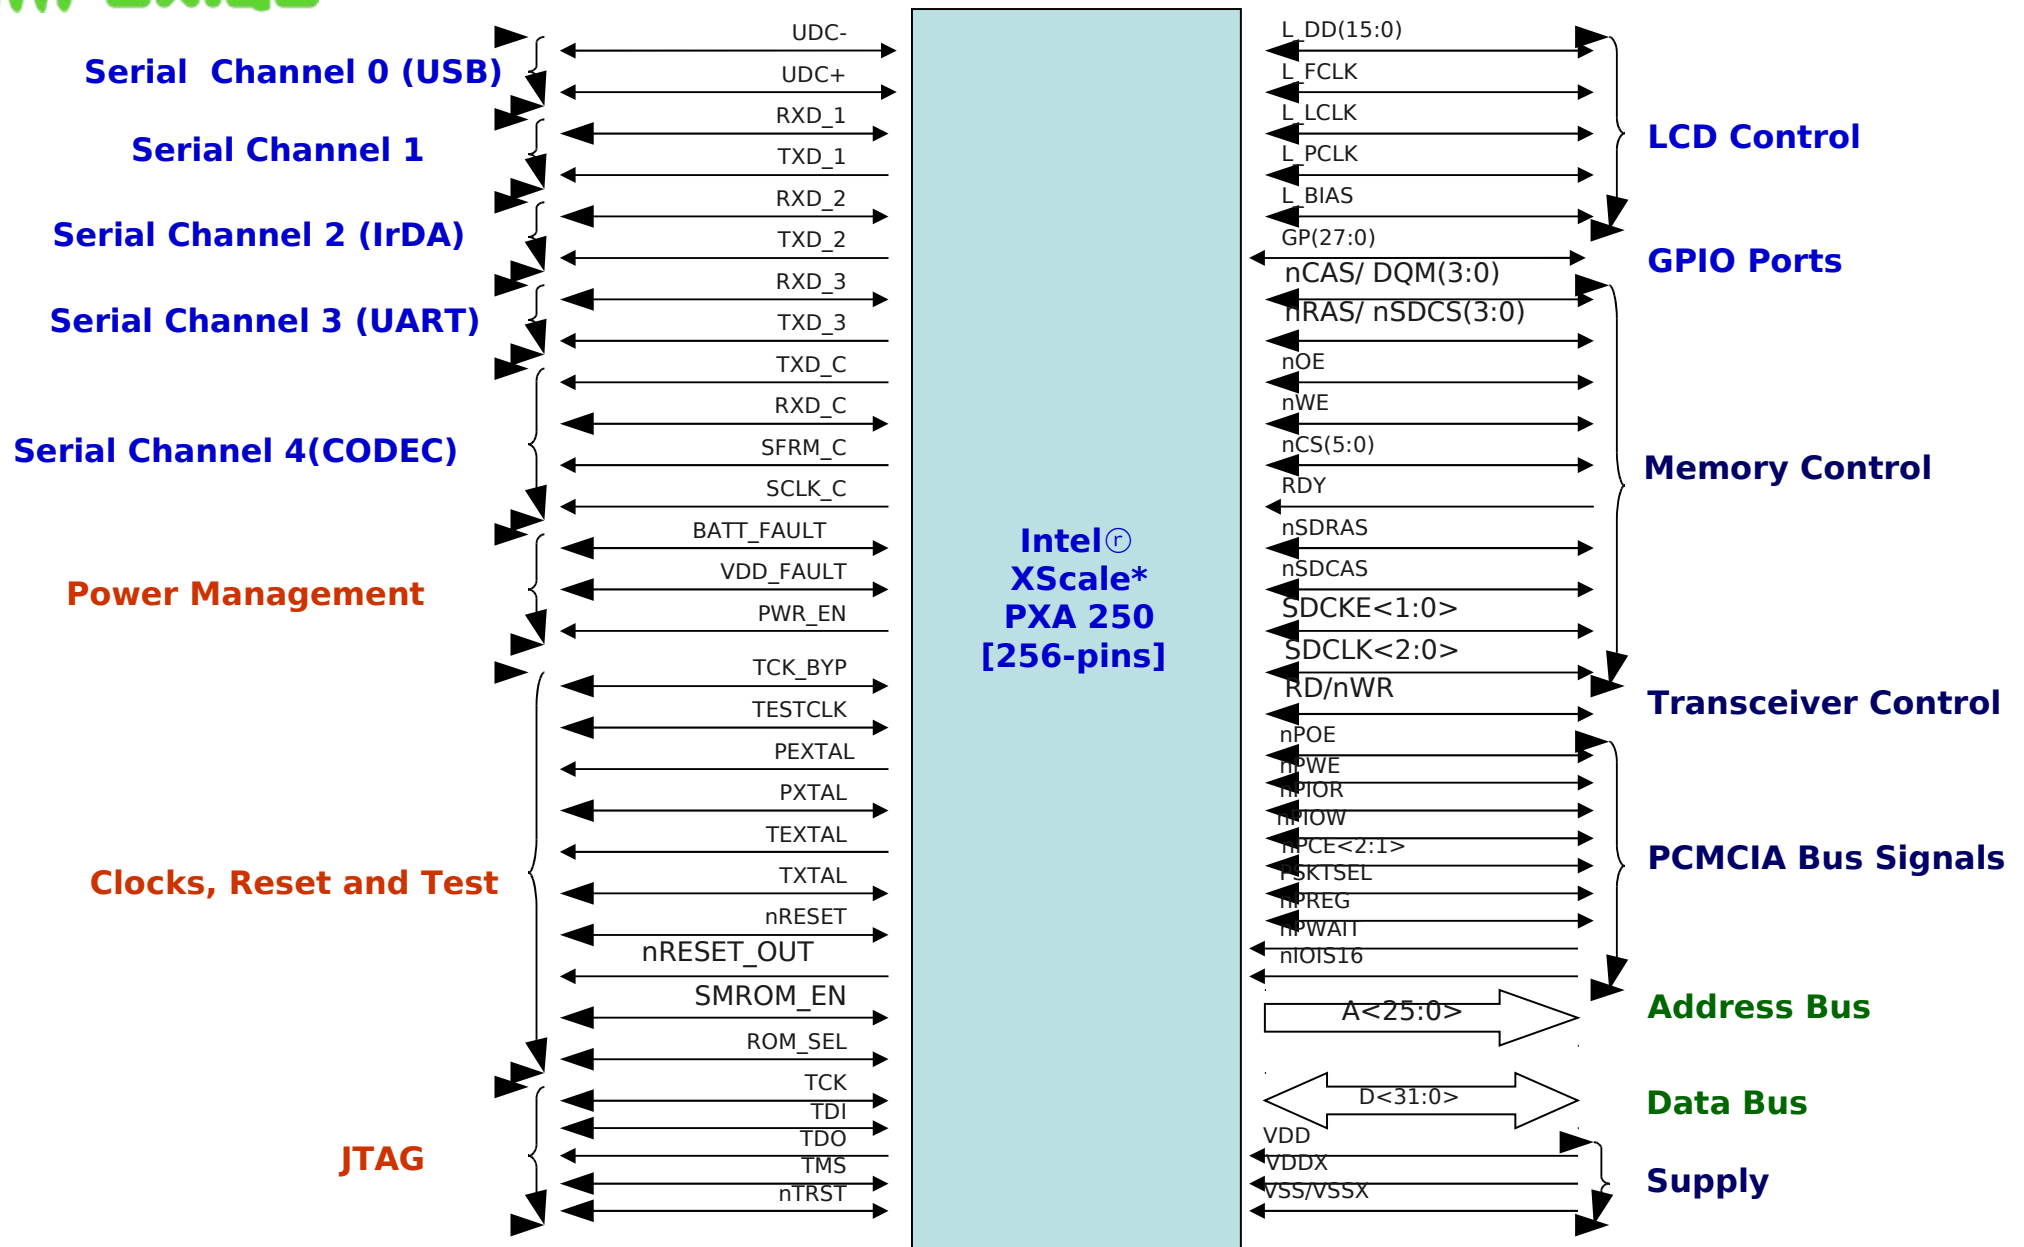 Serial  Channel 0 (USB)
UDC-
UDC+
Serial Channel 1
RXD_1
TXD_1
Serial Channel 2 (IrDA)
RXD_2
TXD_2
Serial Channel 3 (UART)
RXD_3
TXD_3
Serial Channel 4(CODEC)
TXD_C
RXD_C
SFRM_C
SCLK_C
Power Management
BATT_FAULT
VDD_FAULT
PWR_EN
Clocks, Reset and Test
TCK_BYP
TESTCLK
PEXTAL
PXTAL
TEXTAL
TXTAL
nRESET
nRESET_OUT
SMROM_EN
ROM_SEL
JTAG
TCK
TDI
TDO
TMS
nTRST
Intelⓡ
XScale*
PXA 250
[256-pins]
L_DD(15:0)
L_FCLK
L_LCLK
L_PCLK
L_BIAS
LCD Control
GP(27:0)
GPIO Ports
nCAS/ DQM(3:0)
nRAS/ nSDCS(3:0)
nOE
nWE
nCS(5:0)
RDY
nSDRAS
nSDCAS
SDCKE<1:0>
SDCLK<2:0>
Memory Control
RD/nWR
Transceiver Control
nPOE
nPWE
nPIOR
nPIOW
nPCE<2:1>
PSKTSEL
nPREG
nPWAIT
nIOIS16
PCMCIA Bus Signals
A<25:0>
Address Bus
D<31:0>
Data Bus
VDD
VDDX
VSS/VSSX
Supply